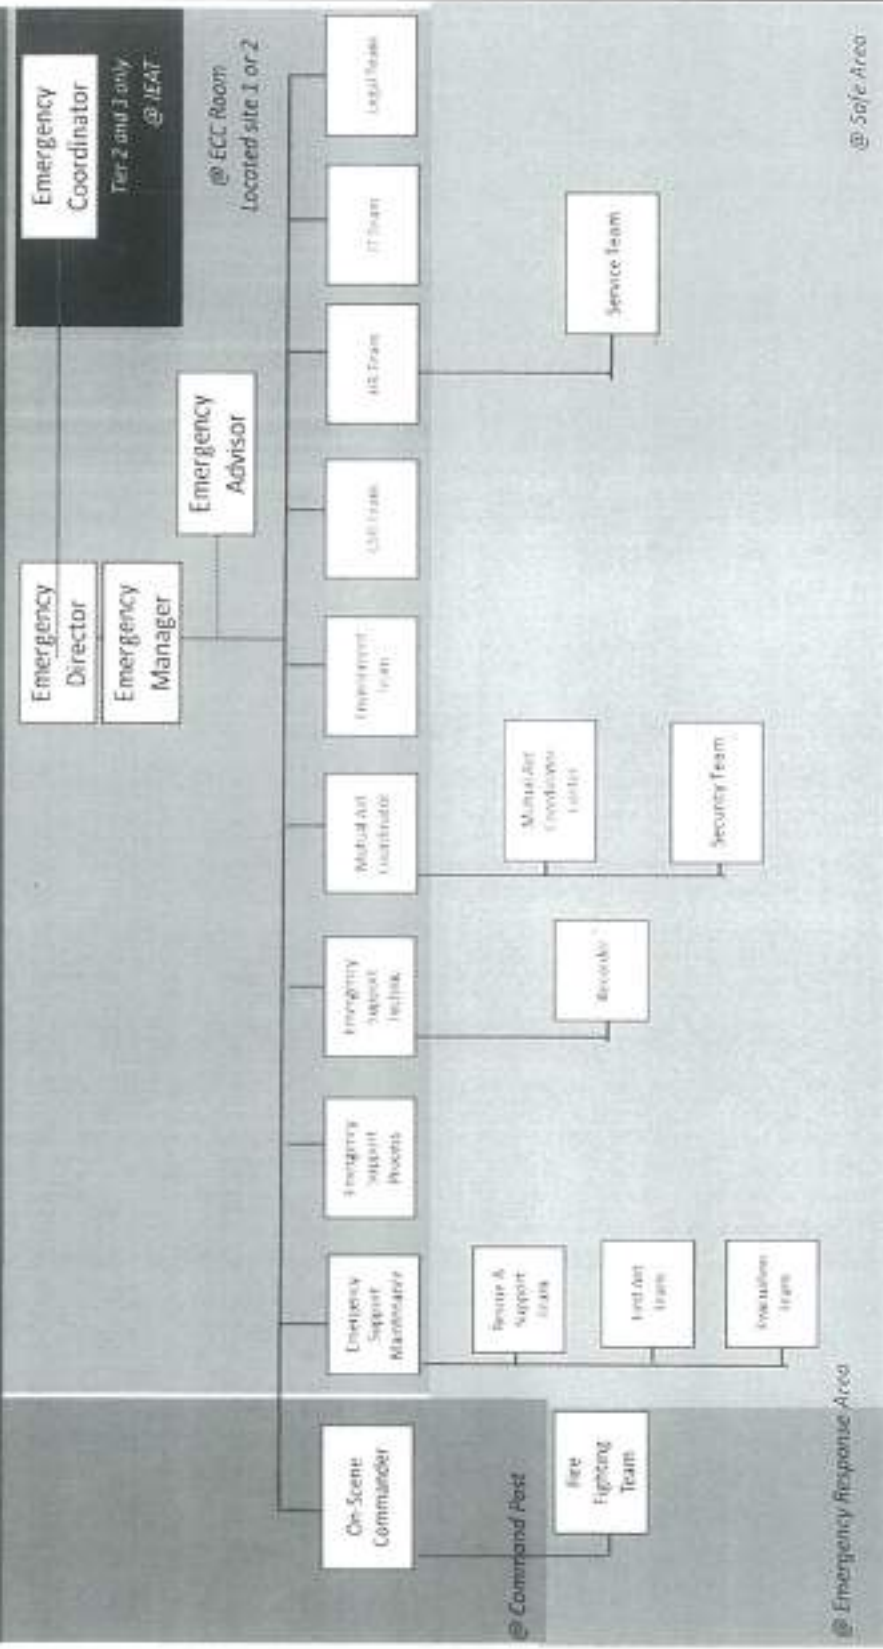 Emergency
Coordinator
Tier 2 and 3 only
@ IEAT
Emergency
Director
Emergency
Manager
Emergency
Advisor
@ ECC Room
Located site 1 or 2
On-Scene
Commander
Emergency
Support
Maintenance
Emergency
Support
Process
Emergency
Support
Mutual Aid
Coordinator
Environment
Team
Team
HR Team
IT Team
Legal Team
@ Command Post
Fire
Fighting
Team
Rescue &
Support
Team
First Aid
Team
Evacuation
Team
Recorder
Mutual Aid
Coordinator
Security Team
Service Team
@ Emergency Response Area
@ Safe Area